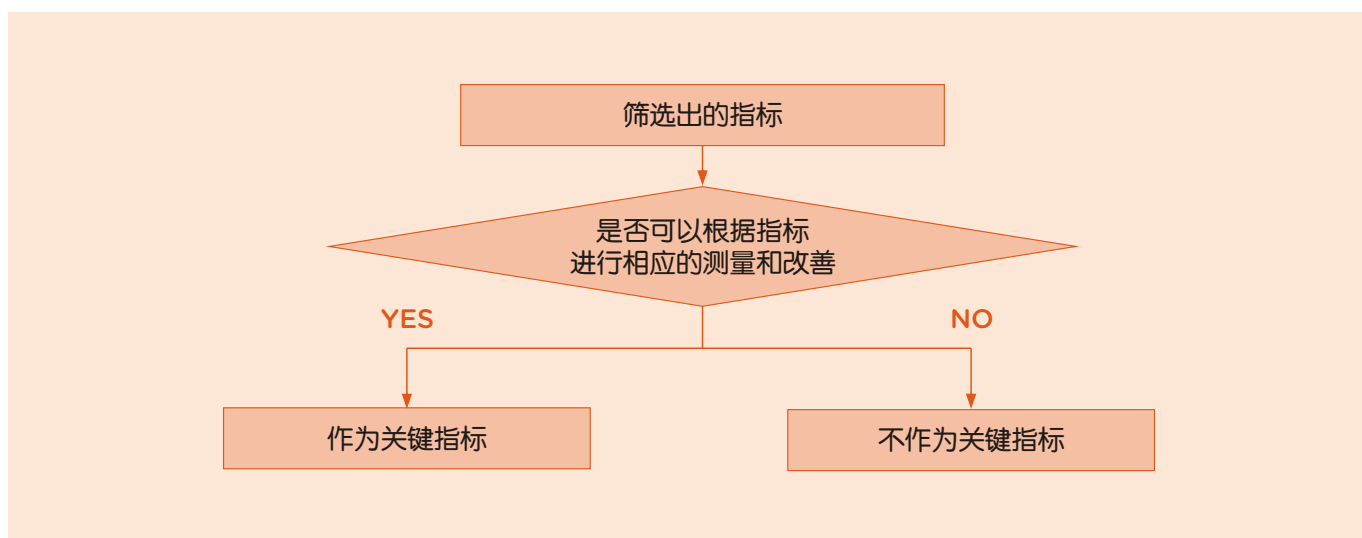 筛选出的指标
是否可以根据指标
进行相应的测量和改善
YES
NO
作为关键指标
不作为关键指标